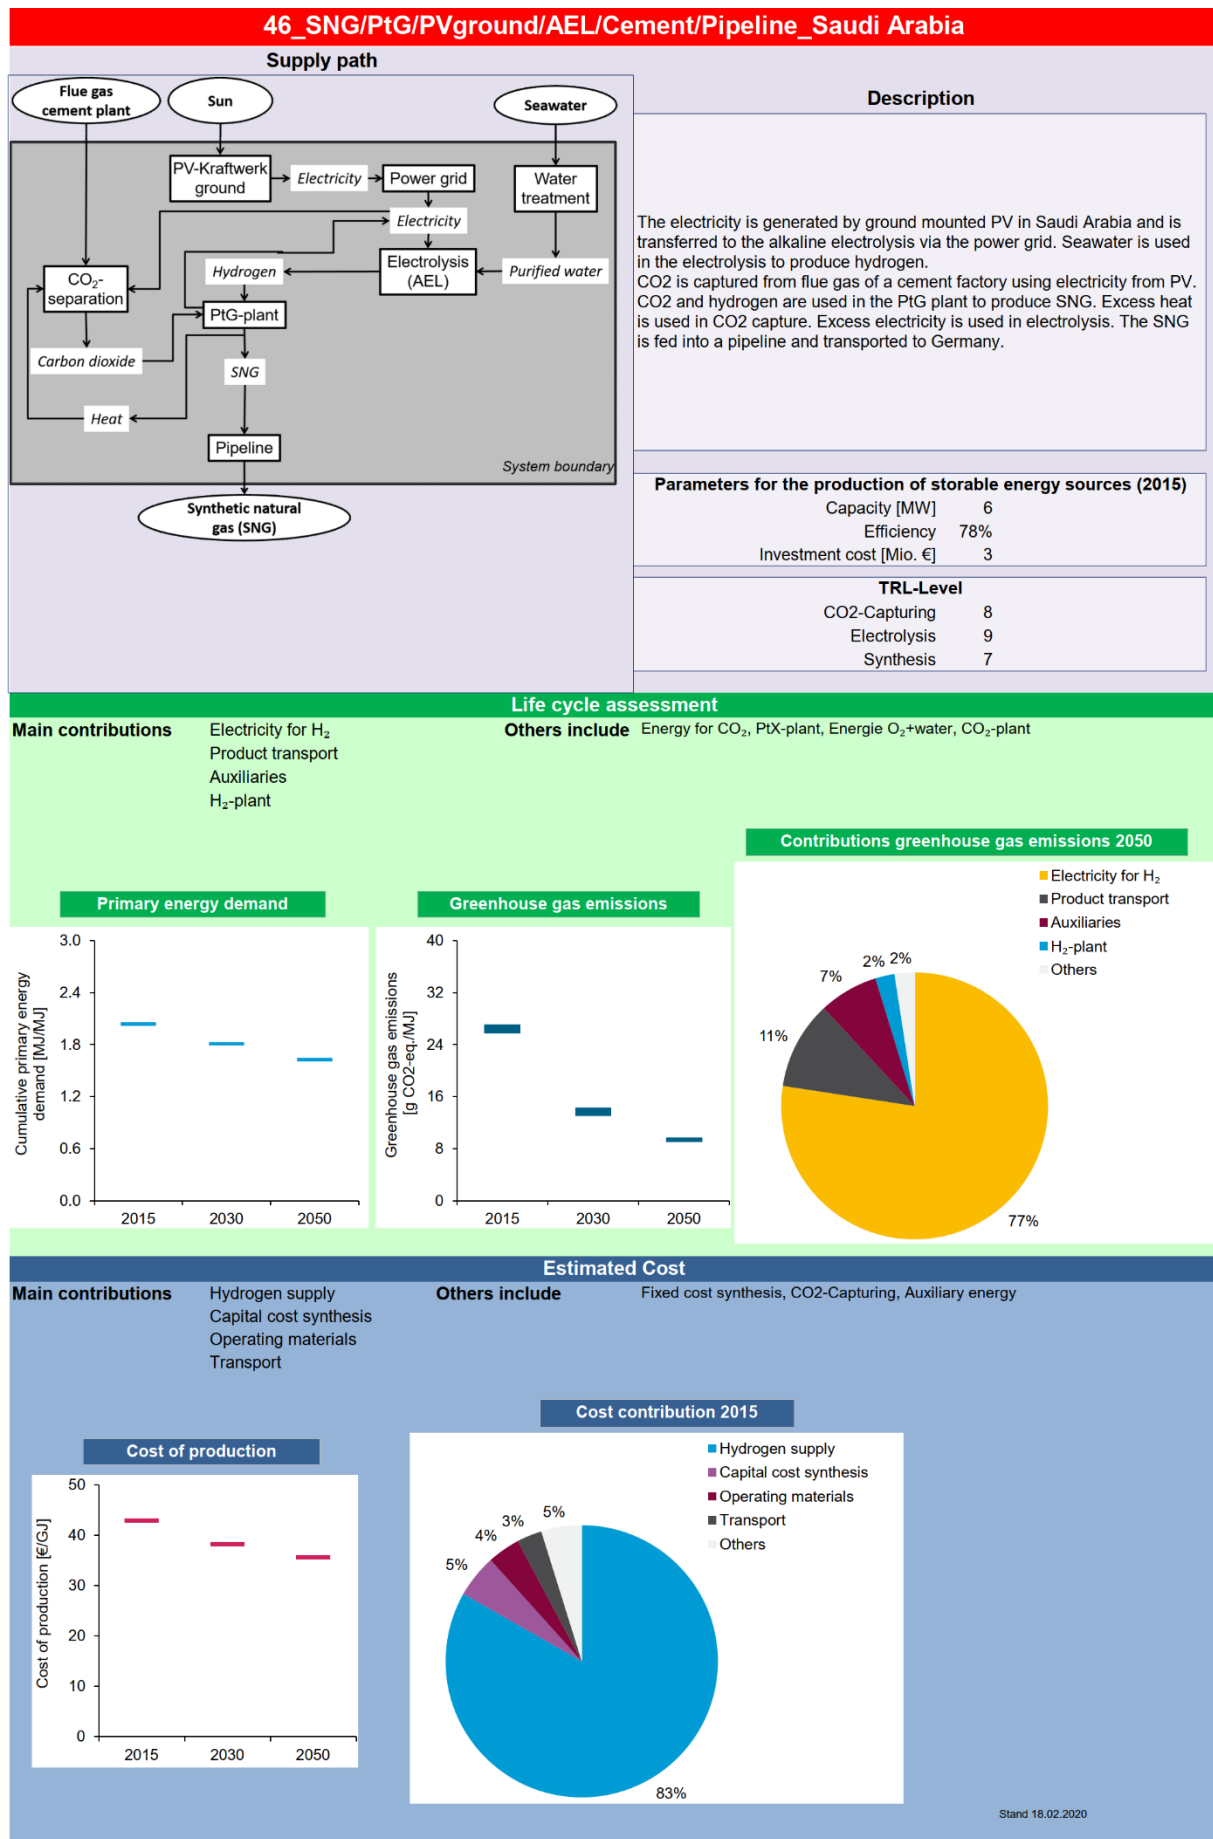 46_SNG/PtG/PVground/AEL/Cement/Pipeline_Saudi Arabia
Supply path
Flue gas
cement plant
Sun
Seawater
PV-Kraftwerk
ground
Electricity
Power grid
Water
treatment
Electricity
CO₂-
separation
Hydrogen
Electrolysis
(AEL)
Purified water
PtG-plant
Carbon dioxide
SNG
Heat
Pipeline
System boundary
Synthetic natural
gas (SNG)
Description
The electricity is generated by ground mounted PV in Saudi Arabia and is
transferred to the alkaline electrolysis via the power grid. Seawater is used
in the electrolysis to produce hydrogen.
CO2 is captured from flue gas of a cement factory using electricity from PV.
CO2 and hydrogen are used in the PtG plant to produce SNG. Excess heat
is used in CO2 capture. Excess electricity is used in electrolysis. The SNG
is fed into a pipeline and transported to Germany.
Parameters for the production of storable energy sources (2015)
Capacity [MW] 6
Efficiency 78%
Investment cost [Mio. €] 3
TRL-Level
CO2-Capturing 8
Electrolysis 9
Synthesis 7
Life cycle assessment
Main contributions
Electricity for H₂
Product transport
Auxiliaries
H₂-plant
Others include Energy for CO₂, PtX-plant, Energie O₂+water, CO₂-plant
Primary energy demand
Cumulative primary energy
demand [MJ/MJ]
3.0
2.4
1.8
1.2
0.6
0.0
2015 2030 2050
Greenhouse gas emissions
Greenhouse gas emissions
[g CO2-eq./MJ]
40
32
24
16
8
0
2015 2030 2050
Contributions greenhouse gas emissions 2050
Electricity for H₂
Product transport
Auxiliaries
H₂-plant
Others
2% 2%
7%
11%
77%
Estimated Cost
Main contributions
Hydrogen supply
Capital cost synthesis
Operating materials
Transport
Others include Fixed cost synthesis, CO2-Capturing, Auxiliary energy
Cost of production
Cost of production [€/GJ]
50
40
30
20
10
0
2015 2030 2050
Cost contribution 2015
Hydrogen supply
Capital cost synthesis
Operating materials
Transport
Others
5%
3%
4%
5%
83%
Stand 18.02.2020